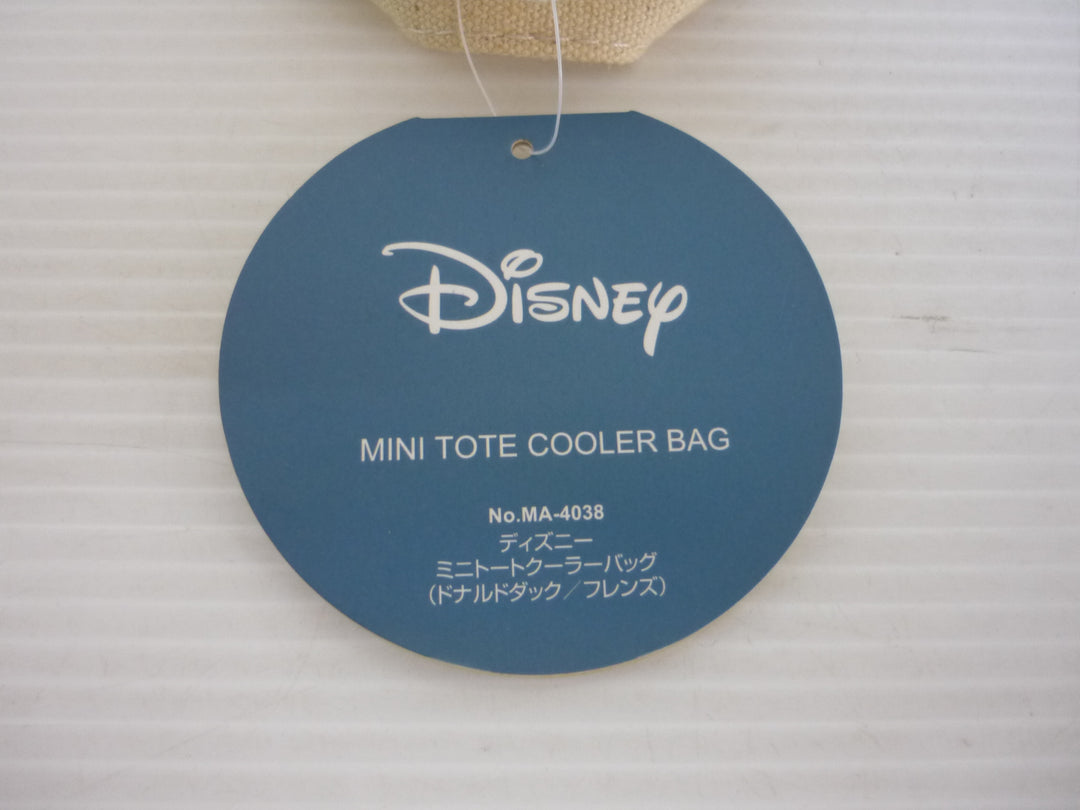 Disney
MINI TOTE COOLER BAG
No.MA-4038
ディズニー
ミニトートクーラーバッグ
（ドナルドダック／フレンズ）